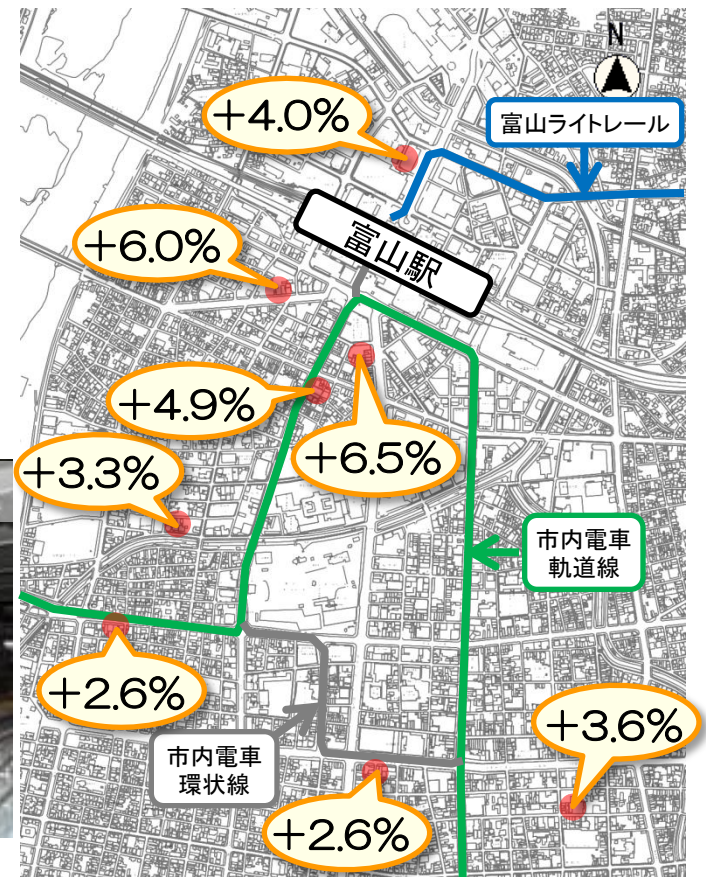 N
+4.0%
富山ライトレール
富山駅
+6.0%
+4.9%
+6.5%
+3.3%
市内電車
軌道線
+2.6%
+3.6%
市内電車
環状線
+2.6%